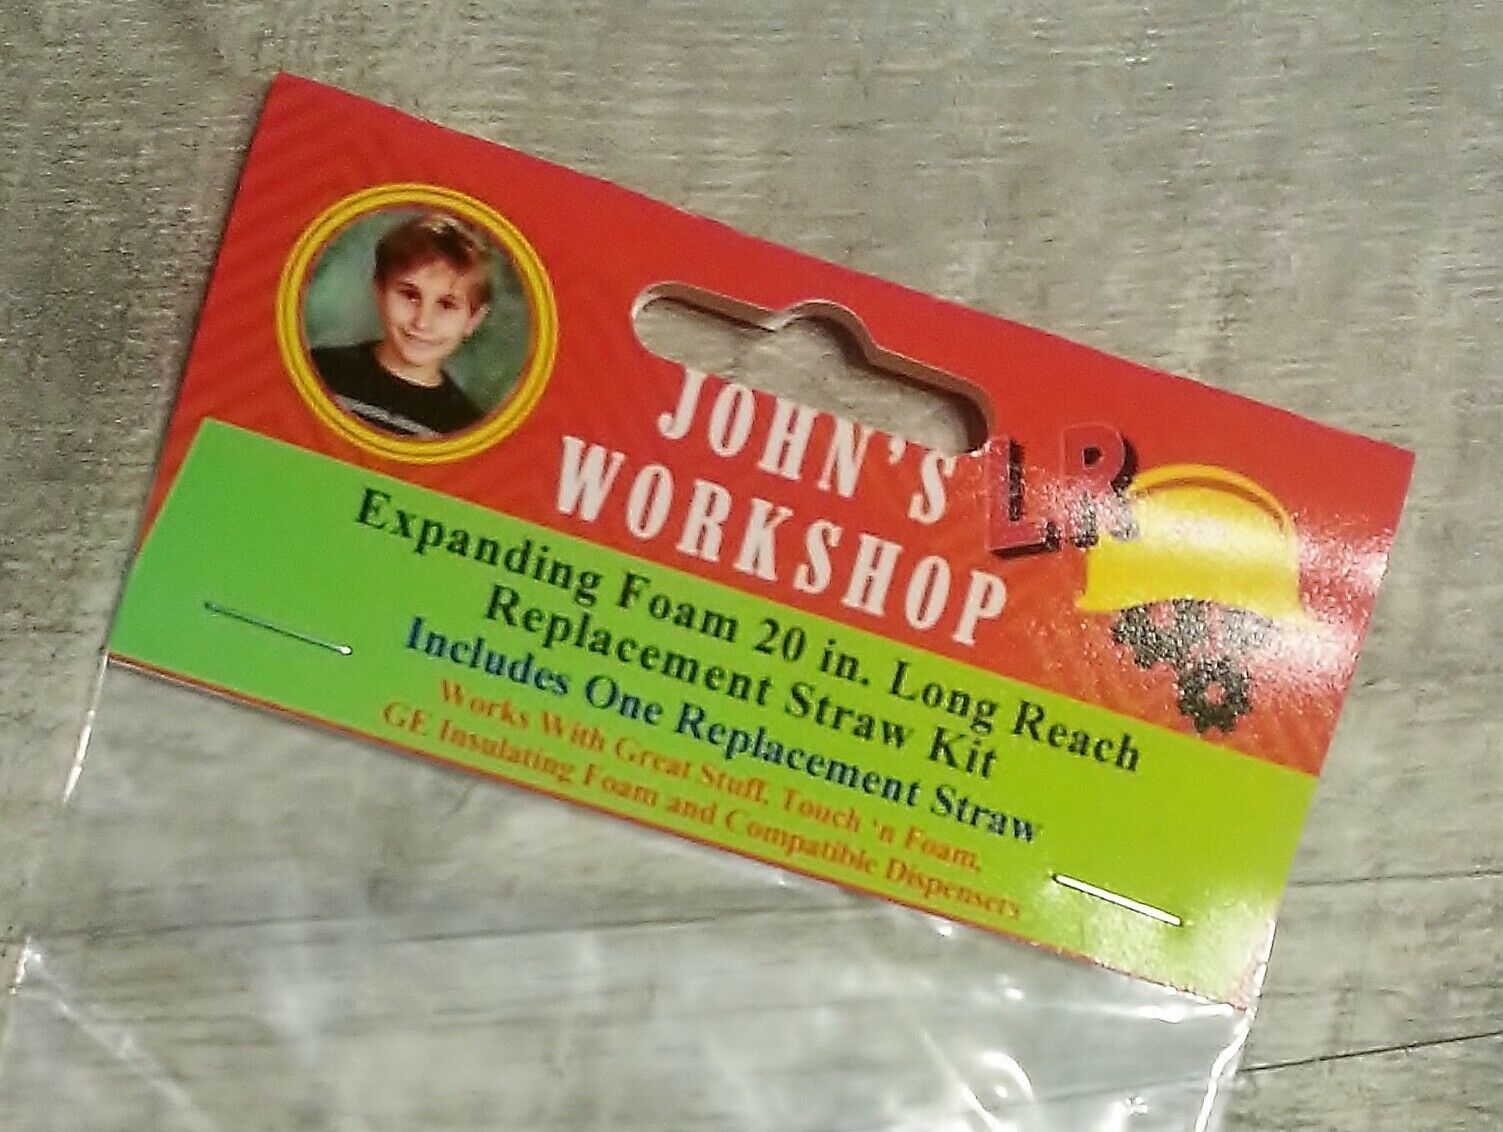 JOHN'S
WORKSHOP
LR
Expanding Foam 20 in. Long Reach
Replacement Straw Kit
Includes One Replacement Straw
Works With Great Stuff, Touch 'n Foam,
GE Insulating Foam and Compatible Dispensers